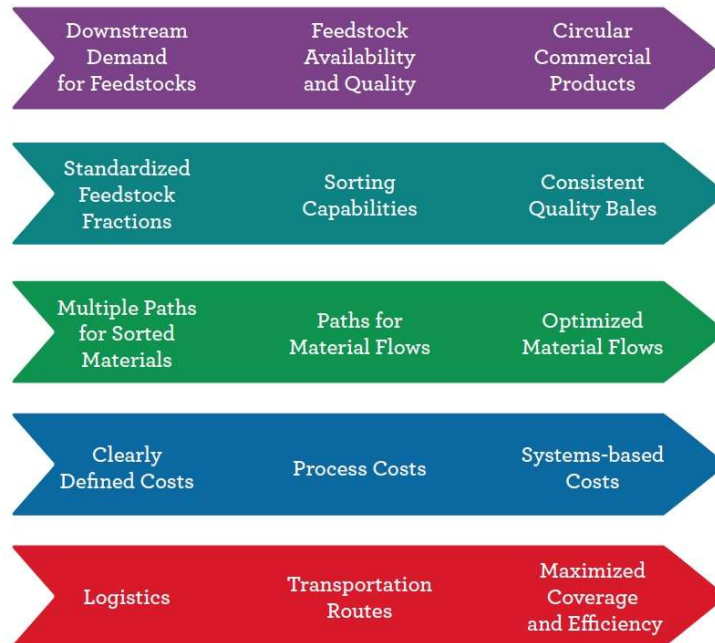 Downstream
Demand
for Feedstocks
Feedstock
Availability
and Quality
Circular
Commercial
Products
Standardized
Feedstock
Fractions
Sorting
Capabilities
Consistent
Quality Bales
Multiple Paths
for Sorted
Materials
Paths for
Material Flows
Optimized
Material Flows
Clearly
Defined Costs
Process Costs
Systems-based
Costs
Logistics
Transportation
Routes
Maximized
Coverage
and Efficiency